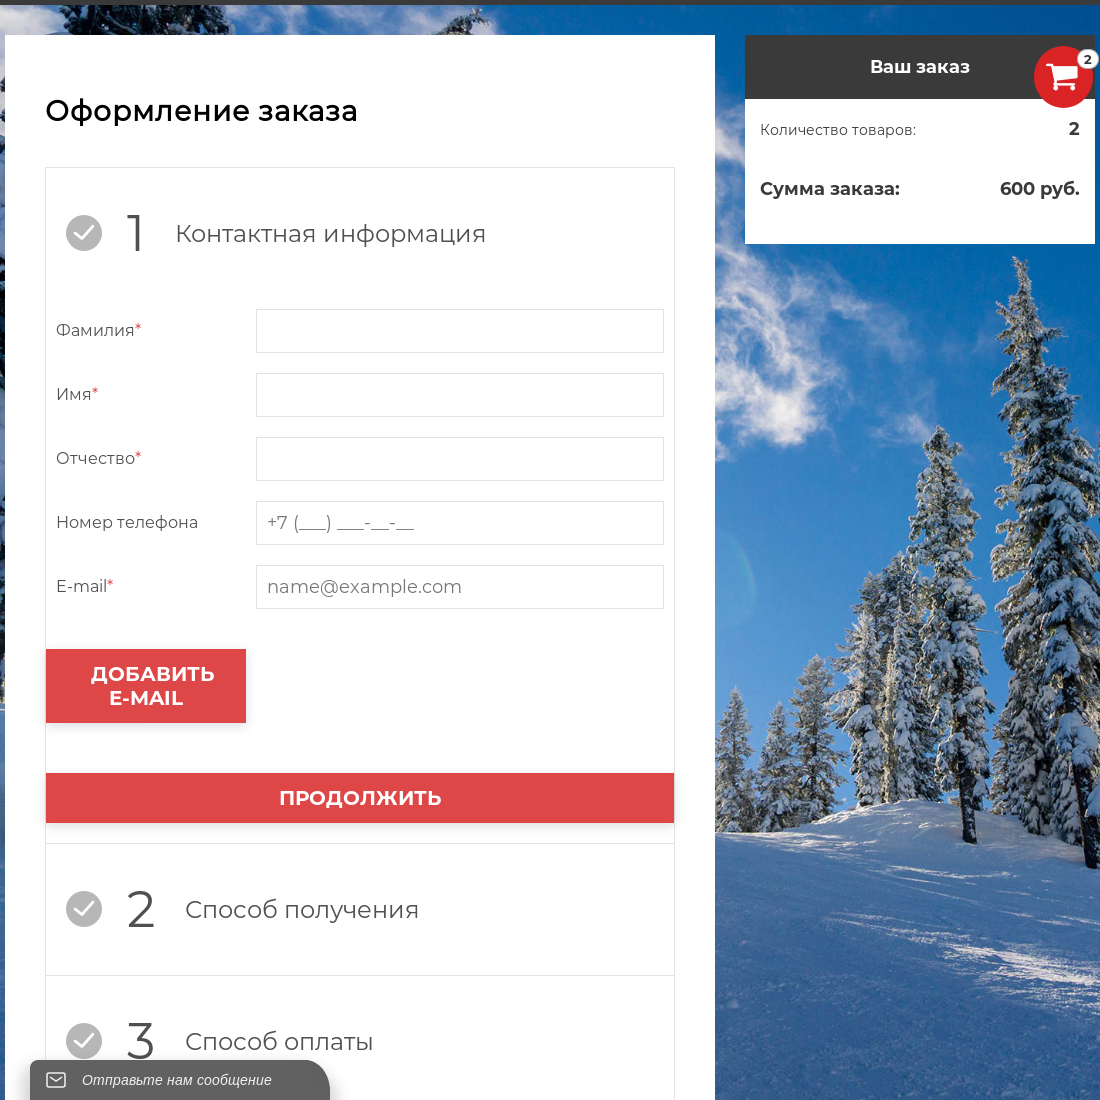 Оформление заказа
1 Контактная информация
Фамилия*
Имя*
Отчество*
Номер телефона +7 (___) ___-__-__
E-mail* name@example.com
ДОБАВИТЬ
E-MAIL
ПРОДОЛЖИТЬ
2 Способ получения
3 Способ оплаты
Отправьте нам сообщение
Ваш заказ
2
Количество товаров: 2
Сумма заказа: 600 руб.